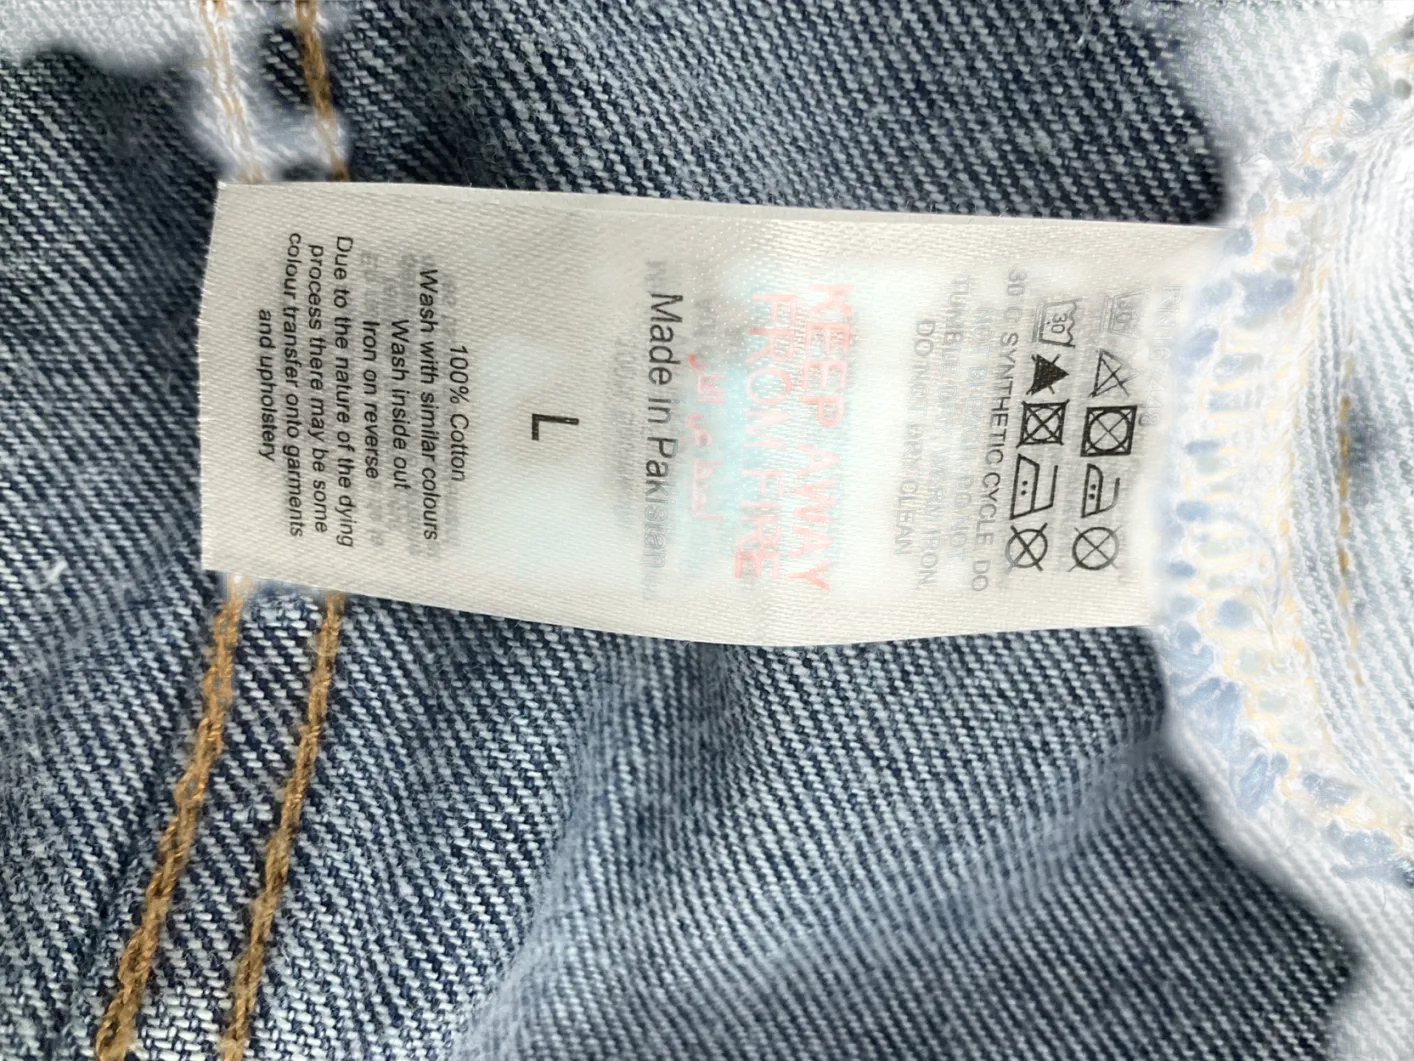 30 C SYNTHETIC CYCLE. DO
DO NOT DRY CLEAN
KEEP AWAY
FROM FIRE
Made in Pakistan
L
100% Cotton
Wash with similar colours
Wash inside out
Iron on reverse
Due to the nature of the dying
process there may be some
colour transfer onto garments
and upholstery